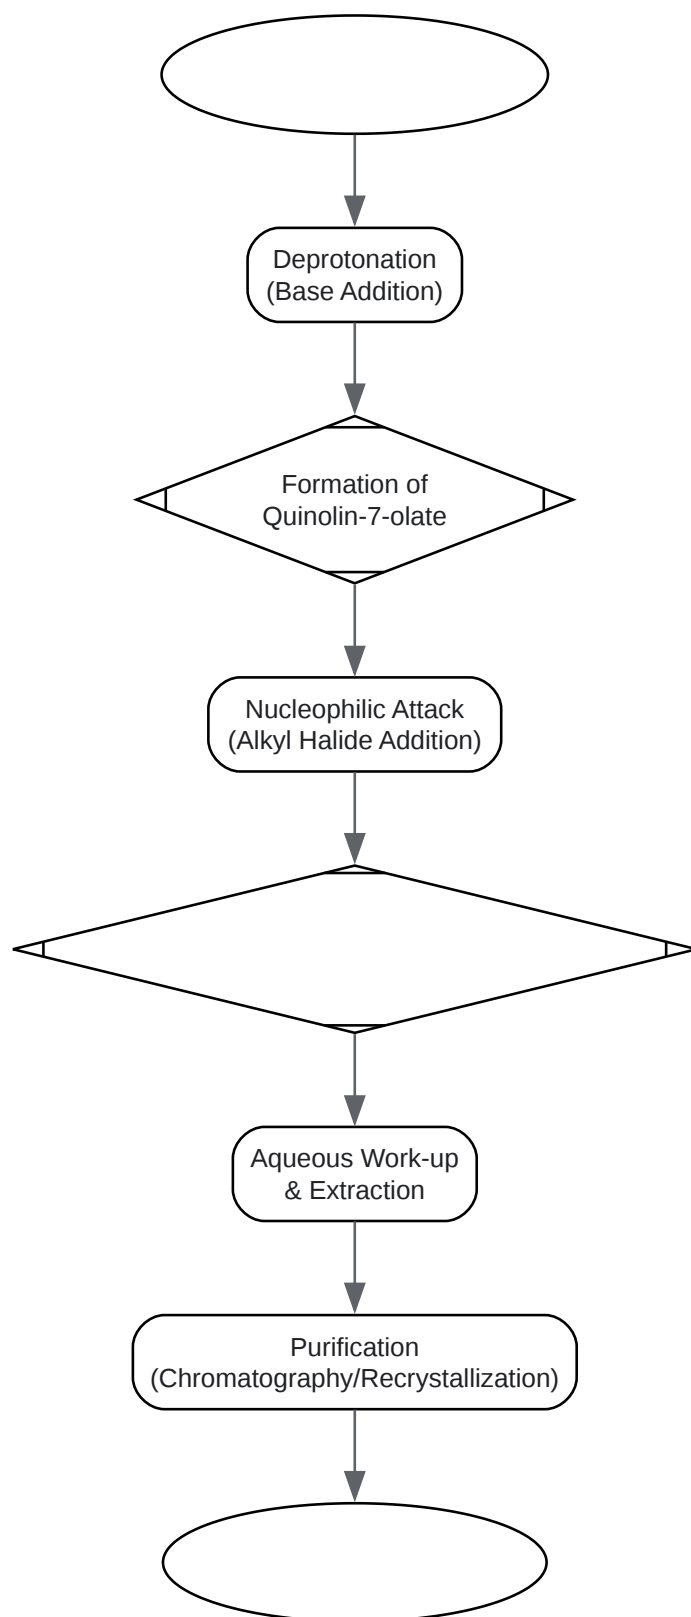 Deprotonation
(Base Addition)
Formation of
Quinolin-7-olate
Nucleophilic Attack
(Alkyl Halide Addition)
Aqueous Work-up
& Extraction
Purification
(Chromatography/Recrystallization)